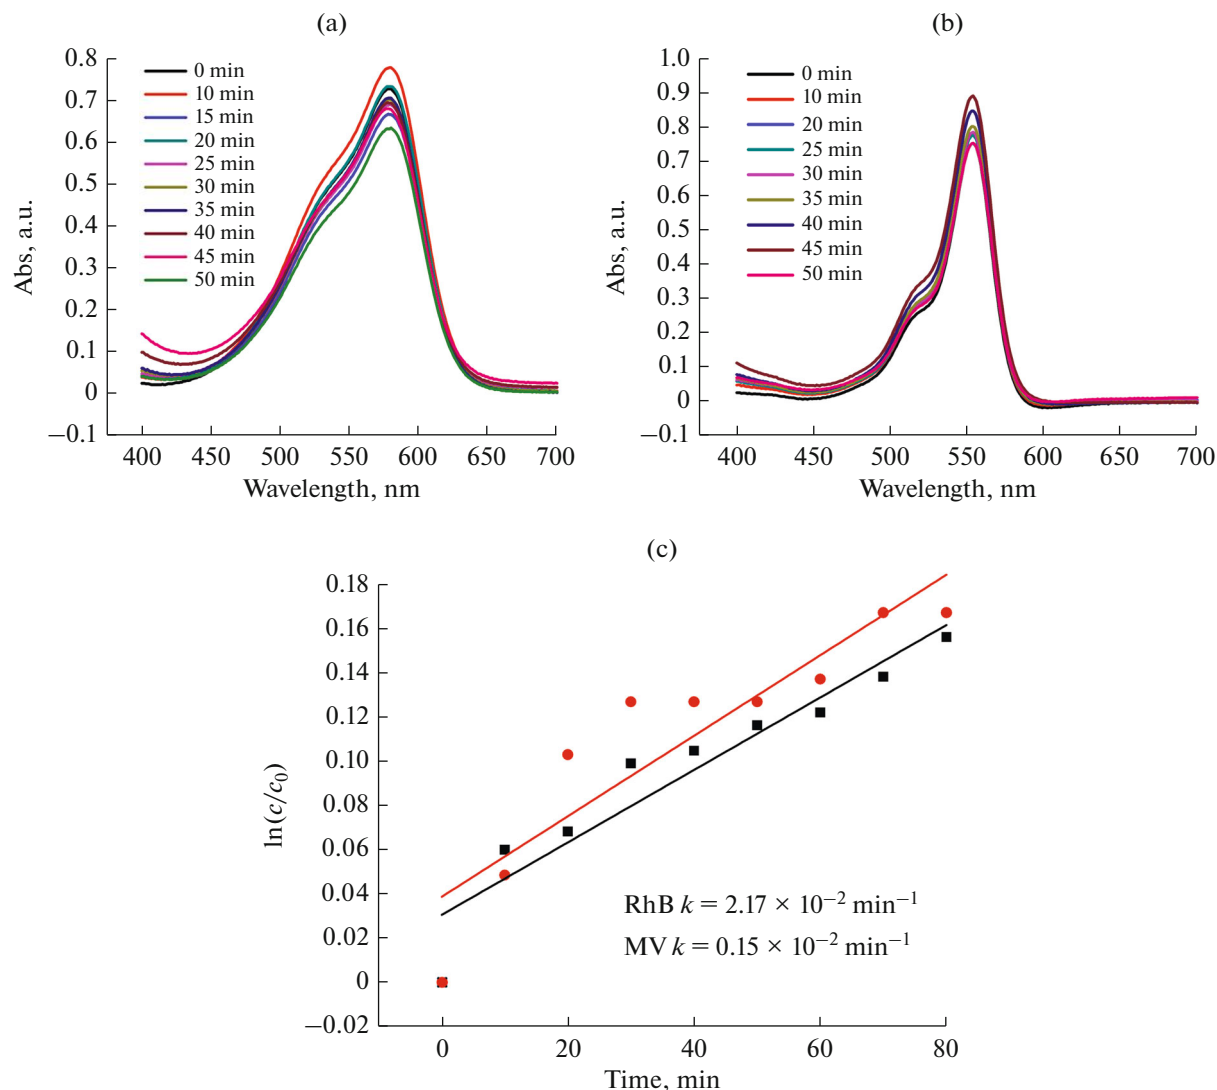 (a)
Abs, a.u.
0.8
0.7
0.6
0.5
0.4
0.3
0.2
0.1
0
−0.1
0 min
10 min
15 min
20 min
25 min
30 min
35 min
40 min
45 min
50 min
400 450 500 550 600 650 700
Wavelength, nm
(b)
Abs, a.u.
1.0
0.9
0.8
0.7
0.6
0.5
0.4
0.3
0.2
0.1
0
−0.1
0 min
10 min
20 min
25 min
30 min
35 min
40 min
45 min
50 min
400 450 500 550 600 650 700
Wavelength, nm
(c)
ln(c/c₀)
0.18
0.16
0.14
0.12
0.10
0.08
0.06
0.04
0.02
0
−0.02
RhB k = 2.17 × 10⁻² min⁻¹
MV k = 0.15 × 10⁻² min⁻¹
0 20 40 60 80
Time, min